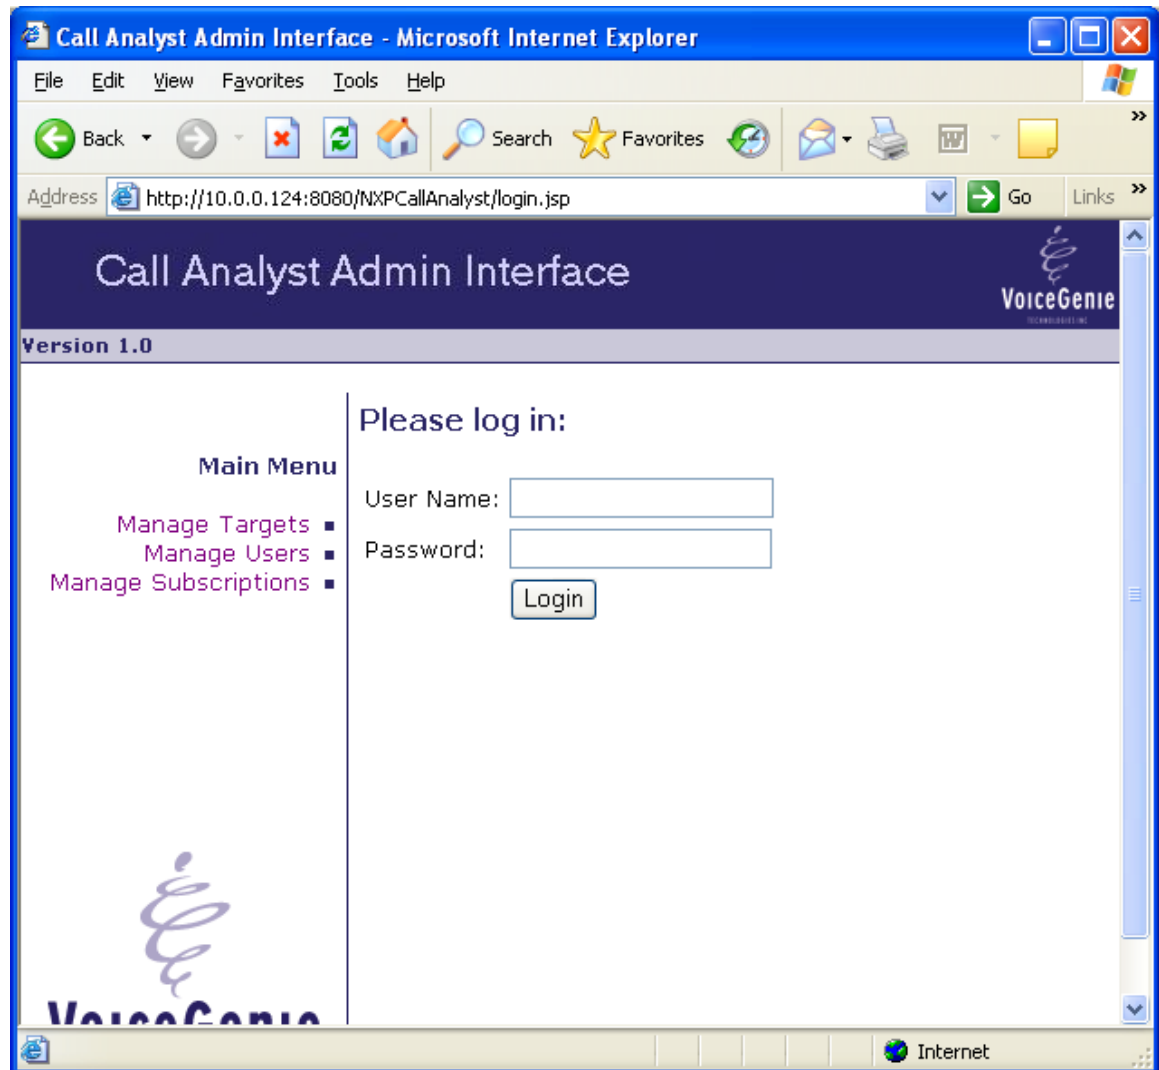 Call Analyst Admin Interface - Microsoft Internet Explorer
File Edit View Favorites Tools Help
Back Search Favorites »
Address http://10.0.0.124:8080/NXPCallAnalyst/login.jsp Go Links »
Call Analyst Admin Interface
VoiceGenie
Version 1.0
Please log in:
Main Menu
User Name:
Manage Targets
Manage Users
Password:
Manage Subscriptions
Login
VoiceGenie
Internet